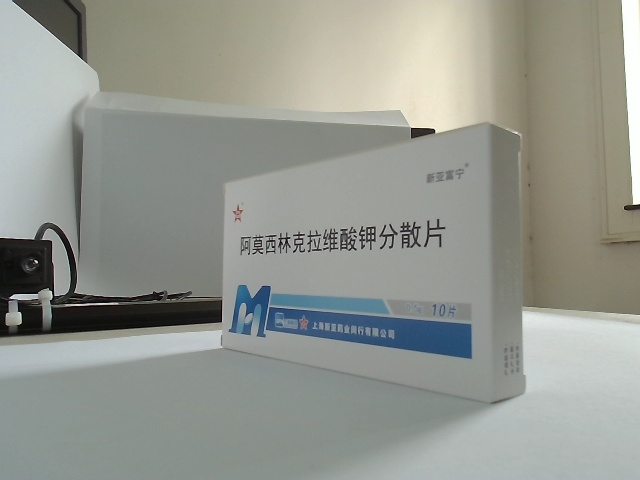 新亚富宁
阿莫西林克拉维酸钾分散片
10片
上海新亚药业闵行有限公司